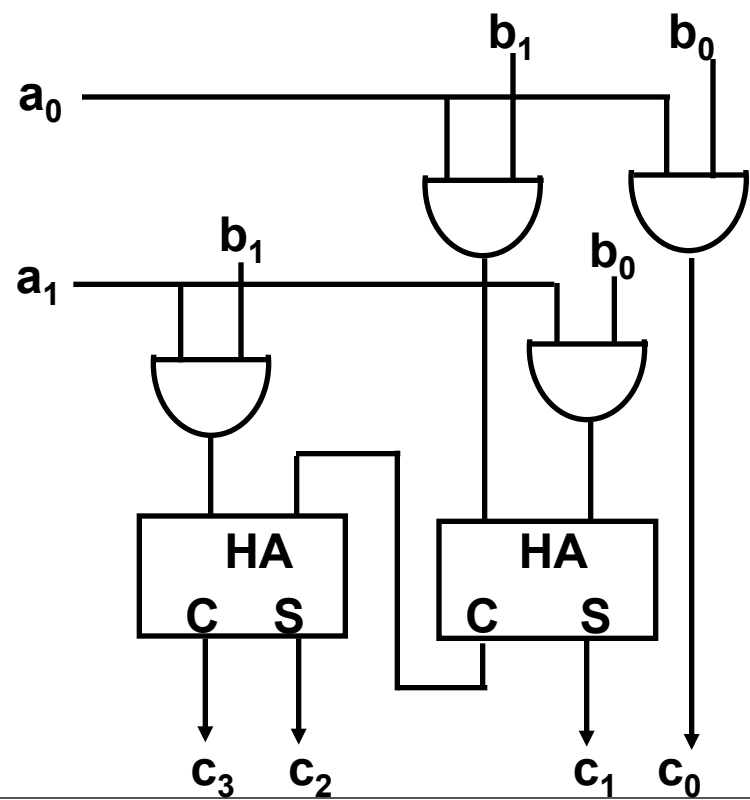 b₁ b₀
a₀
b₁ b₀
a₁
HA HA
C S C S
c₃ c₂ c₁ c₀